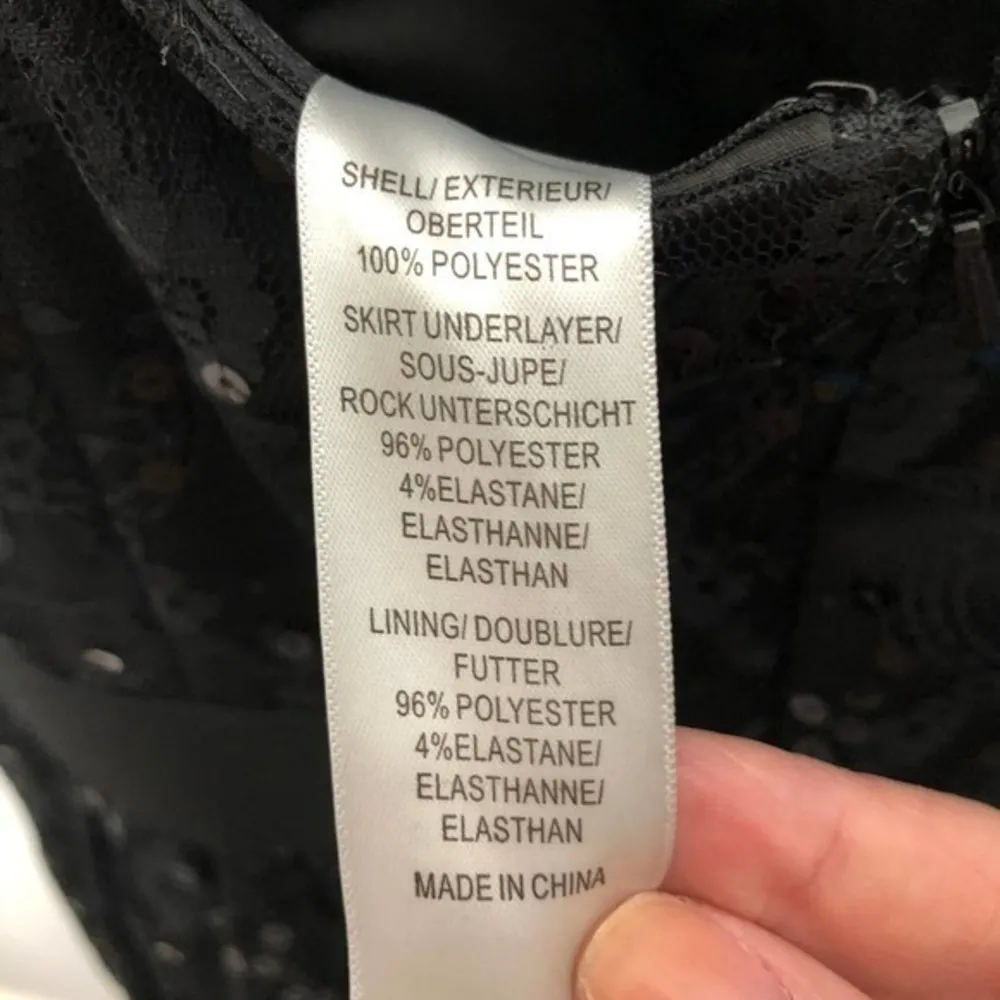 SHELL/ EXTERIEUR/
OBERTEIL
100% POLYESTER
SKIRT UNDERLAYER/
SOUS-JUPE/
ROCK UNTERSCHICHT
96% POLYESTER
4%ELASTANE/
ELASTHANNE/
ELASTHAN
LINING/ DOUBLURE/
FUTTER
96% POLYESTER
4%ELASTANE/
ELASTHANNE/
ELASTHAN
MADE IN CHINA